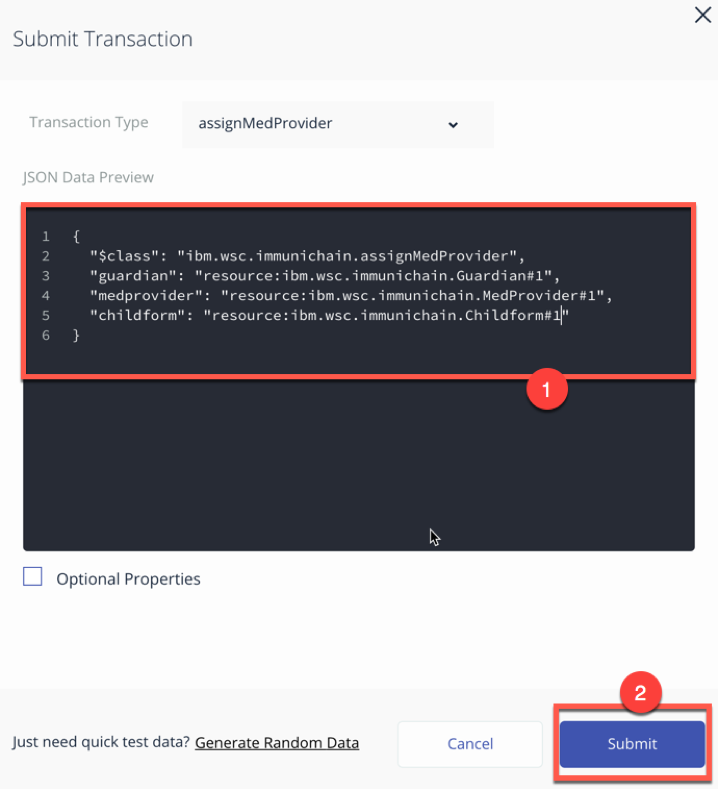 Submit Transaction
Transaction Type
assignMedProvider
JSON Data Preview
1 {
2 "$class": "ibm.wsc.immunichain.assignMedProvider",
3 "guardian": "resource:ibm.wsc.immunichain.Guardian#1",
4 "medprovider": "resource:ibm.wsc.immunichain.MedProvider#1",
5 "childform": "resource:ibm.wsc.immunichain.Childform#1"
6 }
1
Optional Properties
2
Just need quick test data? Generate Random Data
Cancel
Submit